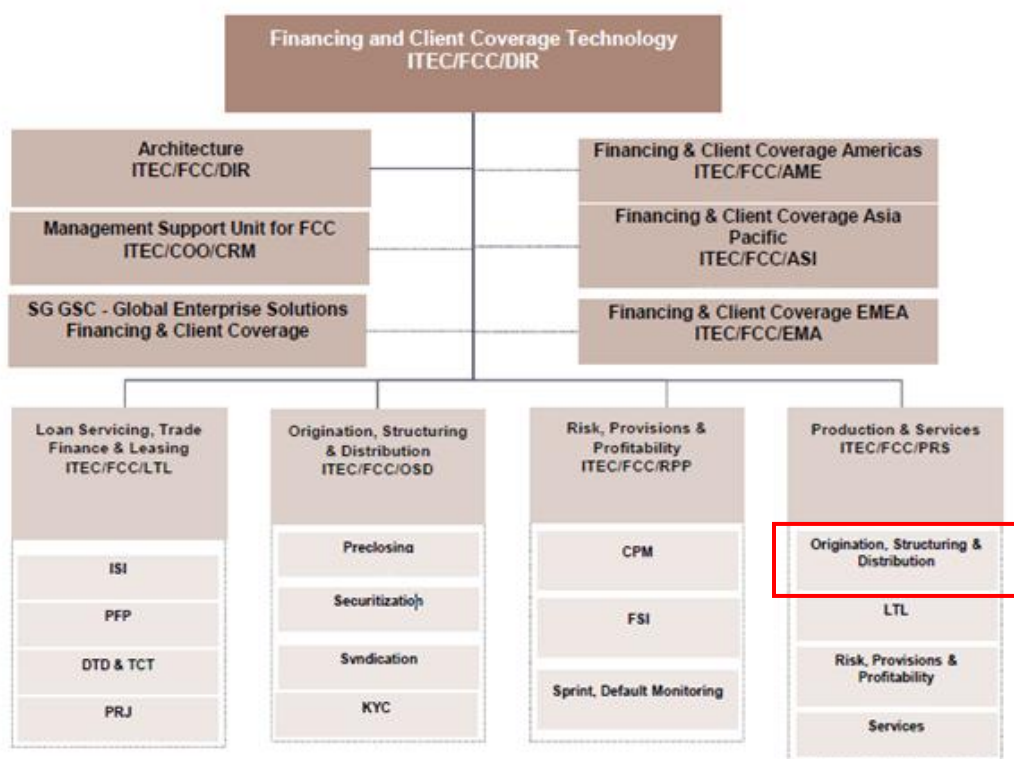 Financing and Client Coverage Technology
ITEC/FCC/DIR
Architecture
ITEC/FCC/DIR
Financing & Client Coverage Americas
ITEC/FCC/AME
Management Support Unit for FCC
ITEC/COO/CRM
Financing & Client Coverage Asia
Pacific
ITEC/FCC/ASI
SG GSC - Global Enterprise Solutions
Financing & Client Coverage
Financing & Client Coverage EMEA
ITEC/FCC/EMA
Loan Servicing, Trade
Finance & Leasing
ITEC/FCC/LTL
ISI
PFP
DTD & TCT
PRJ
Origination, Structuring
& Distribution
ITEC/FCC/OSD
Preclosing
Securitization
Syndication
KYC
Risk, Provisions &
Profitability
ITEC/FCC/RPP
CPM
FSI
Sprint, Default Monitoring
Production & Services
ITEC/FCC/PRS
Origination, Structuring &
Distribution
LTL
Risk, Provisions &
Profitability
Services